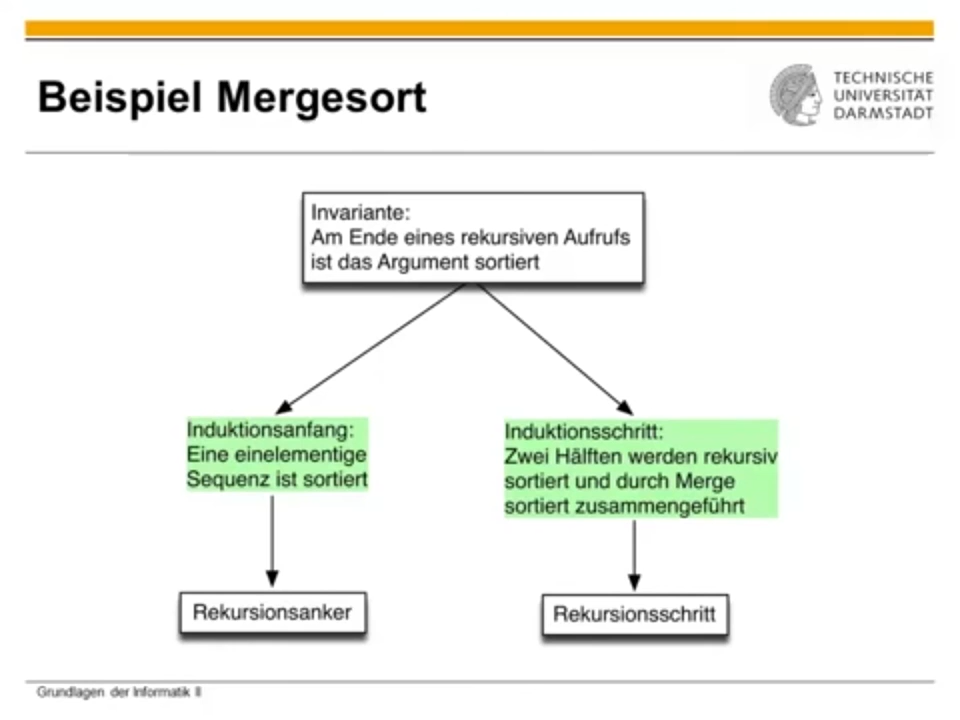 Beispiel Mergesort
TECHNISCHE
UNIVERSITÄT
DARMSTADT
Invariante:
Am Ende eines rekursiven Aufrufs
ist das Argument sortiert
Induktionsanfang:
Eine einelementige
Sequenz ist sortiert
Induktionsschritt:
Zwei Hälften werden rekursiv
sortiert und durch Merge
sortiert zusammengeführt
Rekursionsanker
Rekursionsschritt
Grundlagen der Informatik II